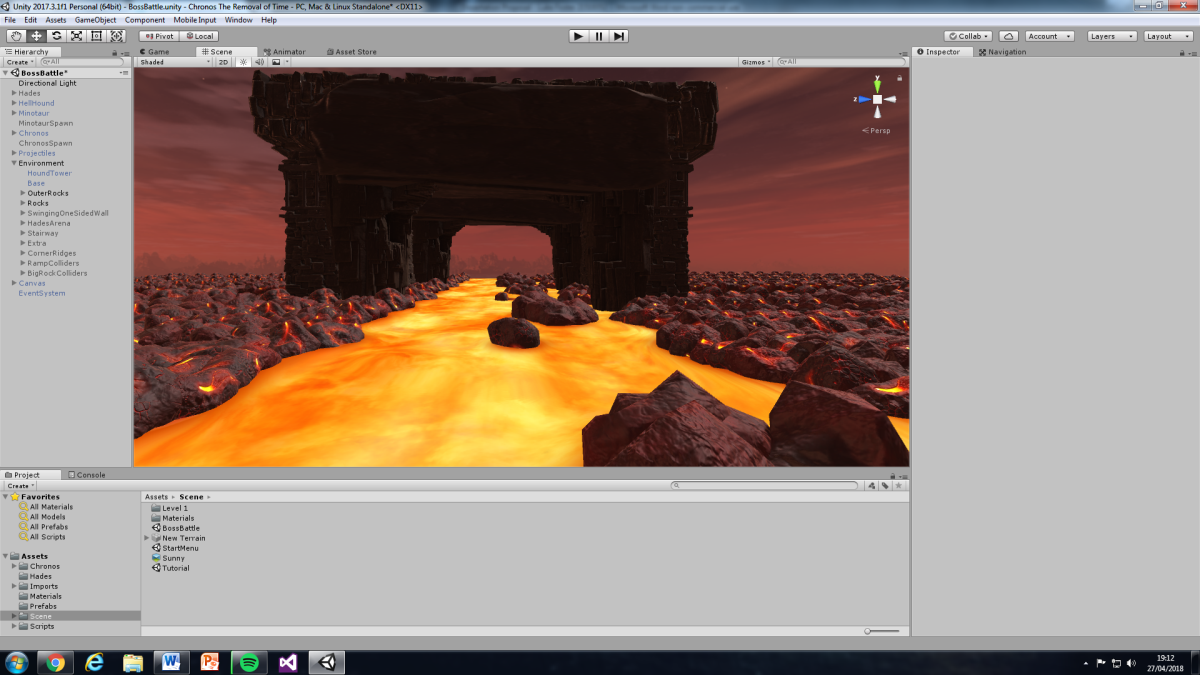 Unity 2017.3.1f1 Personal (64bit) - BossBattle.unity - Chronos The Removal of Time - PC, Mac & Linux Standalone* <DX11>
File Edit Assets GameObject Component Mobile Input Window Help
Pivot Local Collab Account Layers Layout
Hierarchy Game Scene Animator Asset Store Inspector Navigation
Create All Shaded 2D Gizmos All
BossBattle*
Directional Light
Hades
HellHound
Minotaur
MinotaurSpawn
Chronos
ChronosSpawn
Projectiles
Environment
HoundTower
Base
OuterRocks
Rocks
SwingingOneSidedWall
HadesArena
Stairway
Extra
CornerRidges
RampColliders
BigRockColliders
Canvas
EventSystem
y
z
Persp
Project Console
Create
Favorites
All Materials
All Models
All Prefabs
All Scripts
Assets
Chronos
Hades
Imports
Materials
Prefabs
Scene
Scripts
Assets Scene
Level 1
Materials
BossBattle
New Terrain
StartMenu
Sunny
Tutorial
19:12
27/04/2018